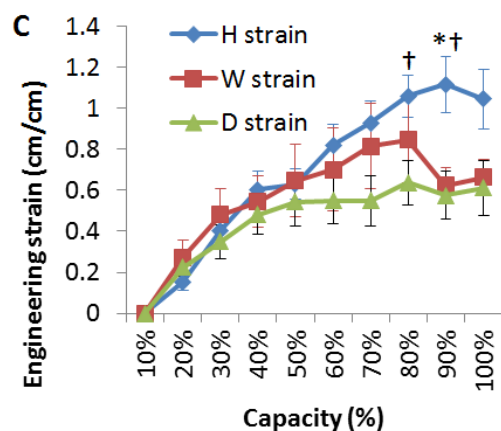 C
H strain
W strain
D strain
† *†
Engineering strain (cm/cm)
1.4
1.2
1
0.8
0.6
0.4
0.2
0
10% 20% 30% 40% 50% 60% 70% 80% 90% 100%
Capacity (%)